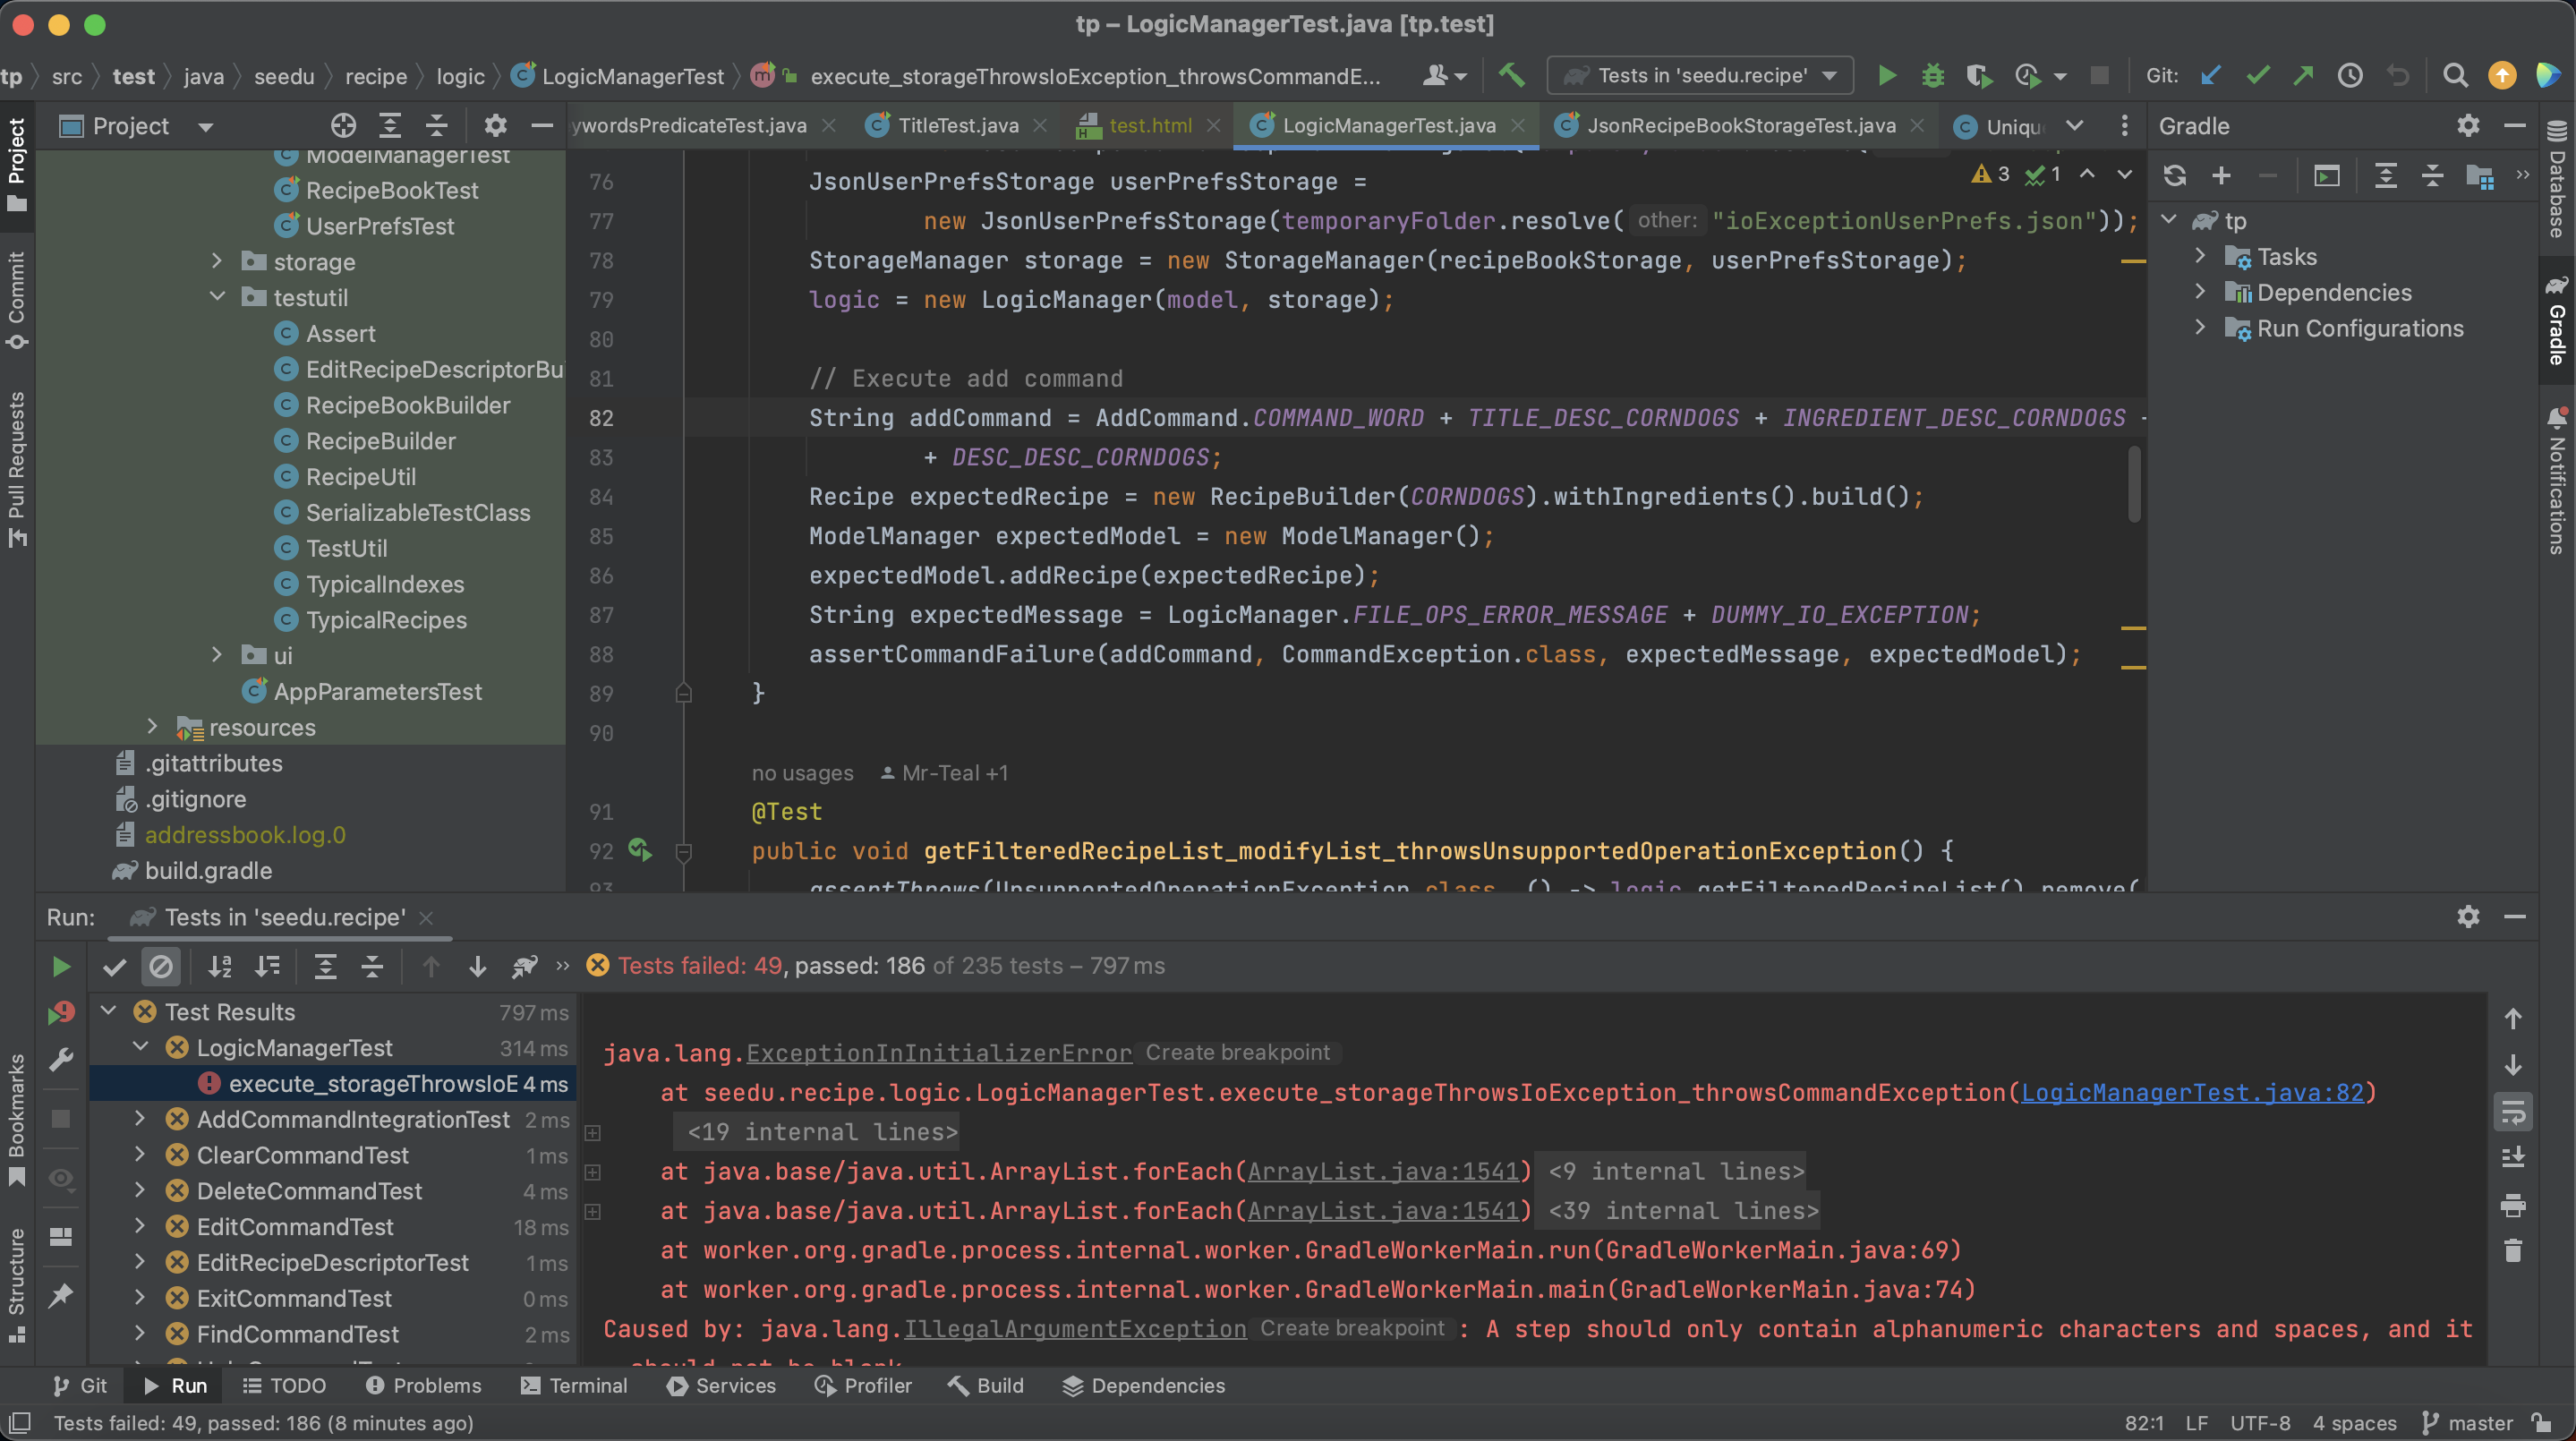 tp – LogicManagerTest.java [tp.test]
tp src test java seedu recipe logic LogicManagerTest execute_storageThrowsIoException_throwsCommandE... Tests in 'seedu.recipe' Git:
Project
ywordsPredicateTest.java TitleTest.java test.html LogicManagerTest.java JsonRecipeBookStorageTest.java Uniqu
Gradle
Project
Commit
Pull Requests
Bookmarks
Structure
ModelManagerTest
RecipeBookTest
UserPrefsTest
storage
testutil
Assert
EditRecipeDescriptorBu
RecipeBookBuilder
RecipeBuilder
RecipeUtil
SerializableTestClass
TestUtil
TypicalIndexes
TypicalRecipes
ui
AppParametersTest
resources
.gitattributes
.gitignore
addressbook.log.0
build.gradle
3 1
76 JsonUserPrefsStorage userPrefsStorage =
77 new JsonUserPrefsStorage(temporaryFolder.resolve( other: "ioExceptionUserPrefs.json"));
78 StorageManager storage = new StorageManager(recipeBookStorage, userPrefsStorage);
79 logic = new LogicManager(model, storage);
80
81 // Execute add command
82 String addCommand = AddCommand.COMMAND_WORD + TITLE_DESC_CORNDOGS + INGREDIENT_DESC_CORNDOGS
83 + DESC_DESC_CORNDOGS;
84 Recipe expectedRecipe = new RecipeBuilder(CORNDOGS).withIngredients().build();
85 ModelManager expectedModel = new ModelManager();
86 expectedModel.addRecipe(expectedRecipe);
87 String expectedMessage = LogicManager.FILE_OPS_ERROR_MESSAGE + DUMMY_IO_EXCEPTION;
88 assertCommandFailure(addCommand, CommandException.class, expectedMessage, expectedModel);
89 }
90
no usages Mr-Teal +1
91 @Test
92 public void getFilteredRecipeList_modifyList_throwsUnsupportedOperationException() {
93 assertThrows(UnsupportedOperationException.class, () -> logic.getFilteredRecipeList().remove(
tp
Tasks
Dependencies
Run Configurations
Database
Gradle
Notifications
Run: Tests in 'seedu.recipe'
Tests failed: 49, passed: 186 of 235 tests – 797 ms
Test Results 797 ms
LogicManagerTest 314 ms
execute_storageThrowsIoE 4 ms
AddCommandIntegrationTest 2 ms
ClearCommandTest 1 ms
DeleteCommandTest 4 ms
EditCommandTest 18 ms
EditRecipeDescriptorTest 1 ms
ExitCommandTest 0 ms
FindCommandTest 2 ms
java.lang.ExceptionInInitializerError Create breakpoint
at seedu.recipe.logic.LogicManagerTest.execute_storageThrowsIoException_throwsCommandException(LogicManagerTest.java:82)
<19 internal lines>
at java.base/java.util.ArrayList.forEach(ArrayList.java:1541) <9 internal lines>
at java.base/java.util.ArrayList.forEach(ArrayList.java:1541) <39 internal lines>
at worker.org.gradle.process.internal.worker.GradleWorkerMain.run(GradleWorkerMain.java:69)
at worker.org.gradle.process.internal.worker.GradleWorkerMain.main(GradleWorkerMain.java:74)
Caused by: java.lang.IllegalArgumentException Create breakpoint : A step should only contain alphanumeric characters and spaces, and it
should not be blank
Git Run TODO Problems Terminal Services Profiler Build Dependencies
Tests failed: 49, passed: 186 (8 minutes ago) 82:1 LF UTF-8 4 spaces master